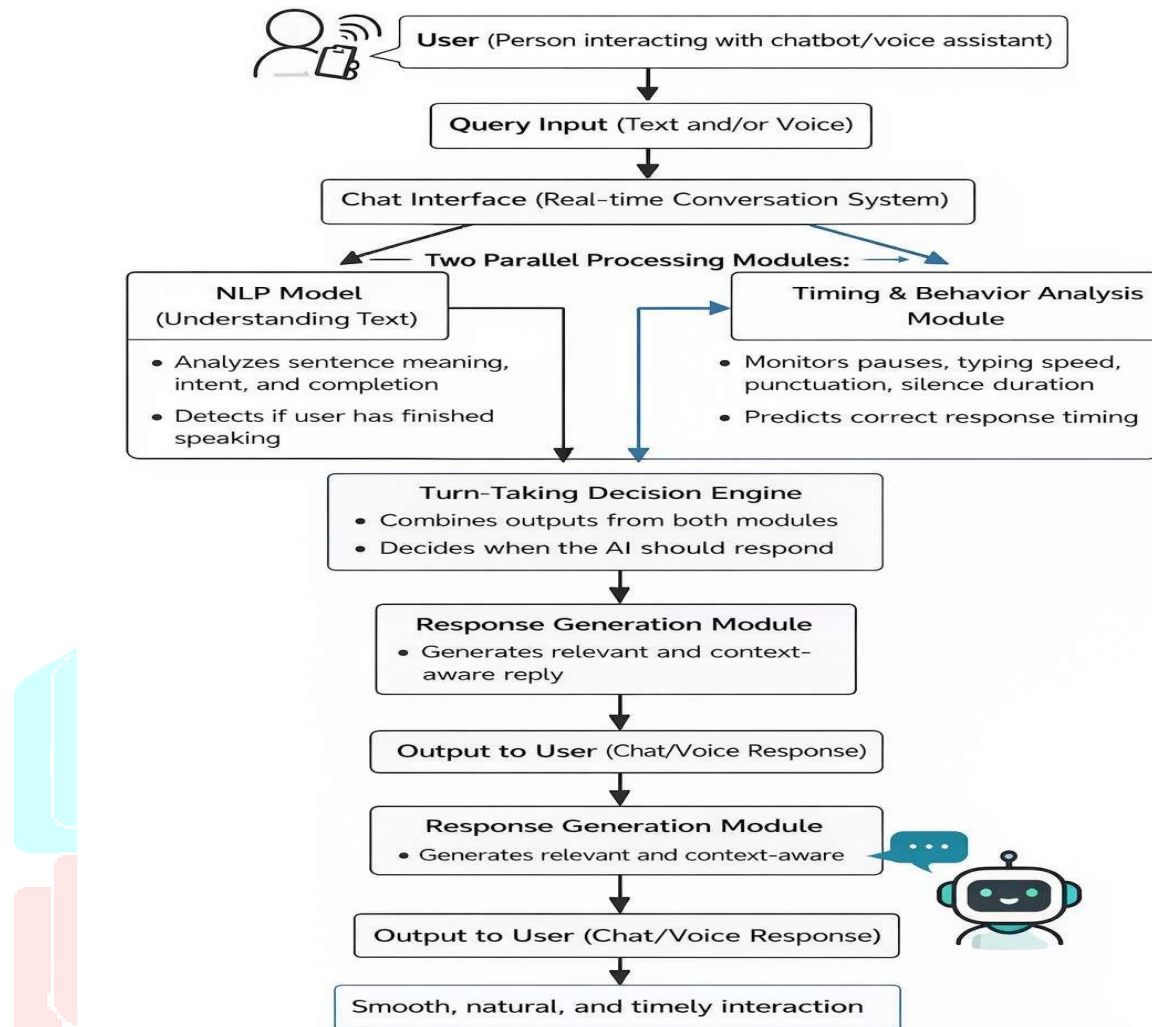 User (Person interacting with chatbot/voice assistant)
Query Input (Text and/or Voice)
Chat Interface (Real-time Conversation System)
Two Parallel Processing Modules:
NLP Model
(Understanding Text)
• Analyzes sentence meaning,
intent, and completion
• Detects if user has finished
speaking
Timing & Behavior Analysis
Module
• Monitors pauses, typing speed,
punctuation, silence duration
• Predicts correct response timing
Turn-Taking Decision Engine
• Combines outputs from both modules
• Decides when the AI should respond
Response Generation Module
• Generates relevant and context-
aware reply
Output to User (Chat/Voice Response)
Response Generation Module
• Generates relevant and context-aware
Output to User (Chat/Voice Response)
Smooth, natural, and timely interaction